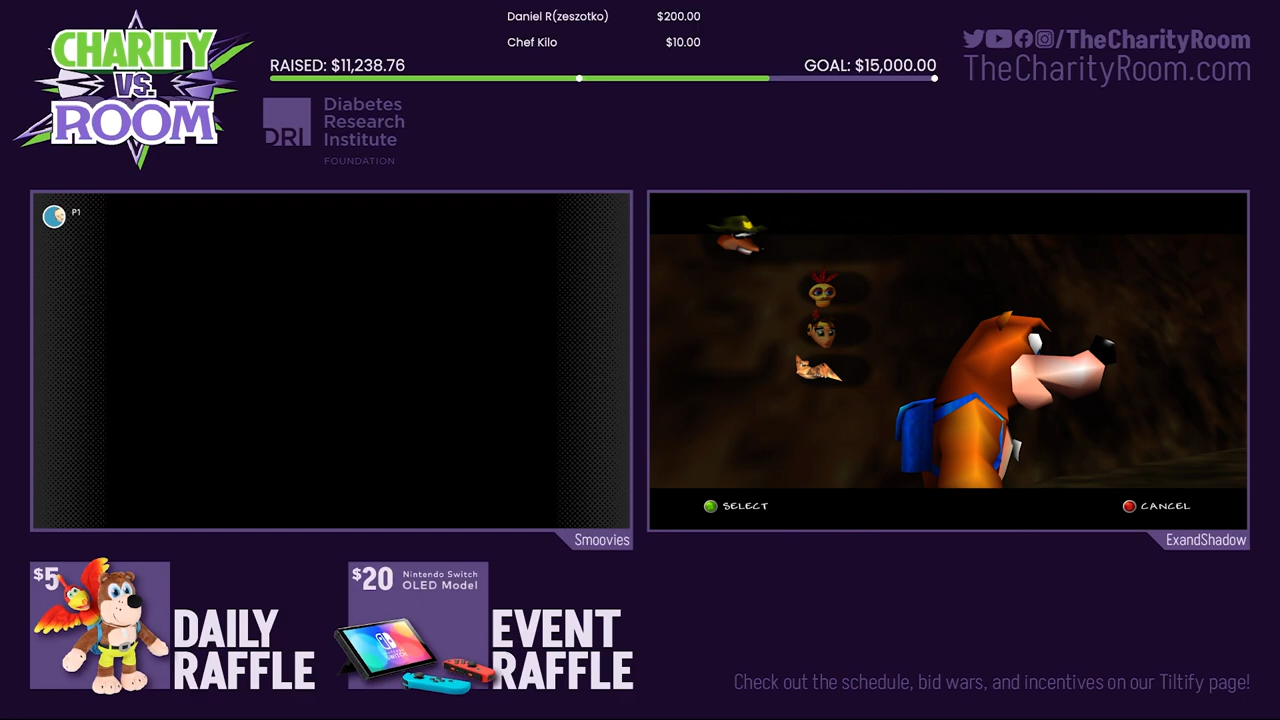 CHARITY
VS.
ROOM
Daniel R(zeszotko) $200.00
Chef Kilo $10.00
RAISED: $11,238.76 GOAL: $15,000.00
/TheCharityRoom
TheCharityRoom.com
DRI
Diabetes
Research
Institute
FOUNDATION
P1
SELECT
CANCEL
Smoovies
ExandShadow
$5
DAILY
RAFFLE
$20 Nintendo Switch
OLED Model
SWITCH
EVENT
RAFFLE
Check out the schedule, bid wars, and incentives on our Tiltify page!